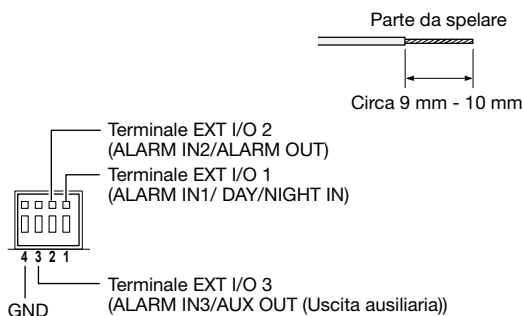 Parte da spelare
Circa 9 mm - 10 mm
Terminale EXT I/O 2
(ALARM IN2/ALARM OUT)
Terminale EXT I/O 1
(ALARM IN1/ DAY/NIGHT IN)
4 3 2 1
Terminale EXT I/O 3
(ALARM IN3/AUX OUT (Uscita ausiliaria))
GND